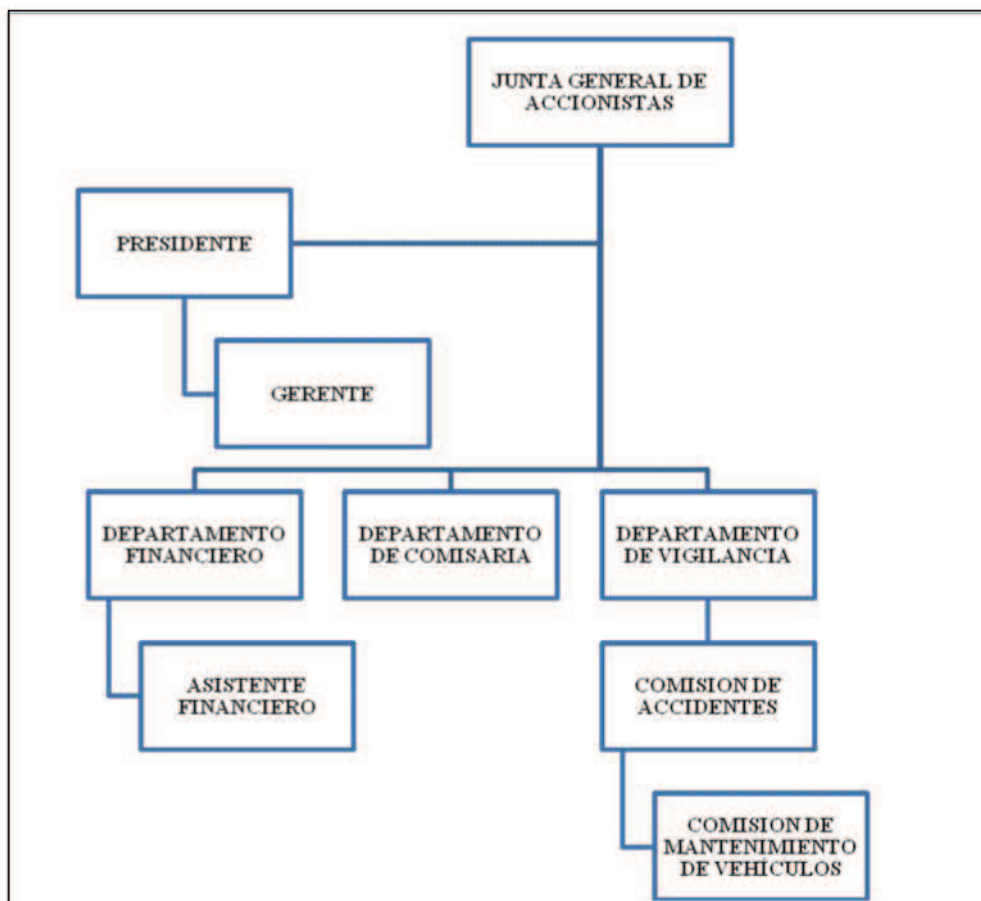 JUNTA GENERAL DE
ACCIONISTAS
PRESIDENTE
GERENTE
DEPARTAMENTO
FINANCIERO
DEPARTAMENTO
DE COMISARIA
DEPARTAMENTO
DE VIGILANCIA
ASISTENTE
FINANCIERO
COMISION DE
ACCIDENTES
COMISION DE
MANTENIMIENTO
DE VEHÍCULOS